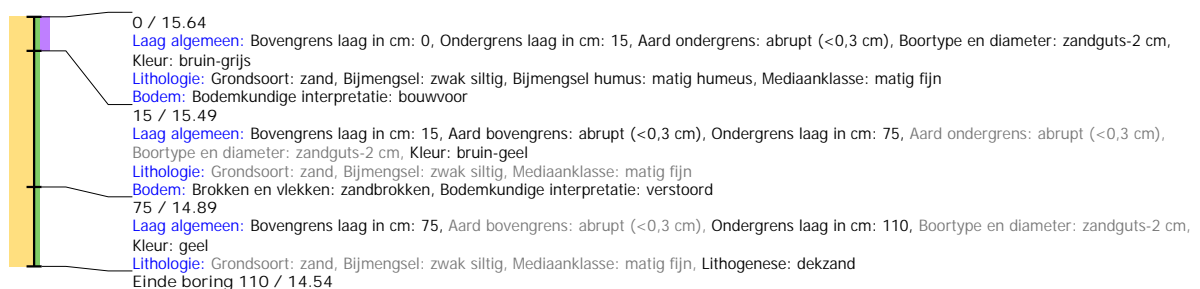 0 / 15.64
Laag algemeen: Bovengrens laag in cm: 0, Ondergrens laag in cm: 15, Aard ondergrens: abrupt (<0,3 cm), Boortype en diameter: zandguts-2 cm,
Kleur: bruin-grijs
Lithologie: Grondsoort: zand, Bijmengsel: zwak siltig, Bijmengsel humus: matig humeus, Mediaanklasse: matig fijn
Bodem: Bodemkundige interpretatie: bouwvoor
15 / 15.49
Laag algemeen: Bovengrens laag in cm: 15, Aard bovengrens: abrupt (<0,3 cm), Ondergrens laag in cm: 75, Aard ondergrens: abrupt (<0,3 cm),
Boortype en diameter: zandguts-2 cm, Kleur: bruin-geel
Lithologie: Grondsoort: zand, Bijmengsel: zwak siltig, Mediaanklasse: matig fijn
Bodem: Brokken en vlekken: zandbrokken, Bodemkundige interpretatie: verstoord
75 / 14.89
Laag algemeen: Bovengrens laag in cm: 75, Aard bovengrens: abrupt (<0,3 cm), Ondergrens laag in cm: 110, Boortype en diameter: zandguts-2 cm,
Kleur: geel
Lithologie: Grondsoort: zand, Bijmengsel: zwak siltig, Mediaanklasse: matig fijn, Lithogenese: dekzand
Einde boring 110 / 14.54